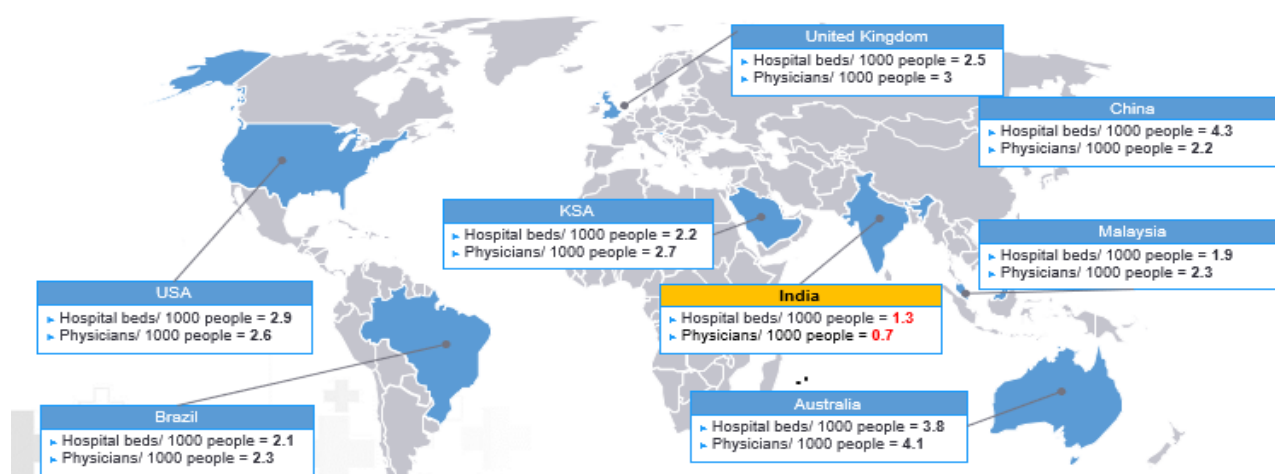 United Kingdom
▸ Hospital beds/ 1000 people = 2.5
▸ Physicians/ 1000 people = 3
China
▸ Hospital beds/ 1000 people = 4.3
▸ Physicians/ 1000 people = 2.2
KSA
▸ Hospital beds/ 1000 people = 2.2
▸ Physicians/ 1000 people = 2.7
Malaysia
▸ Hospital beds/ 1000 people = 1.9
▸ Physicians/ 1000 people = 2.3
USA
▸ Hospital beds/ 1000 people = 2.9
▸ Physicians/ 1000 people = 2.6
India
▸ Hospital beds/ 1000 people = 1.3
▸ Physicians/ 1000 people = 0.7
Brazil
▸ Hospital beds/ 1000 people = 2.1
▸ Physicians/ 1000 people = 2.3
Australia
▸ Hospital beds/ 1000 people = 3.8
▸ Physicians/ 1000 people = 4.1